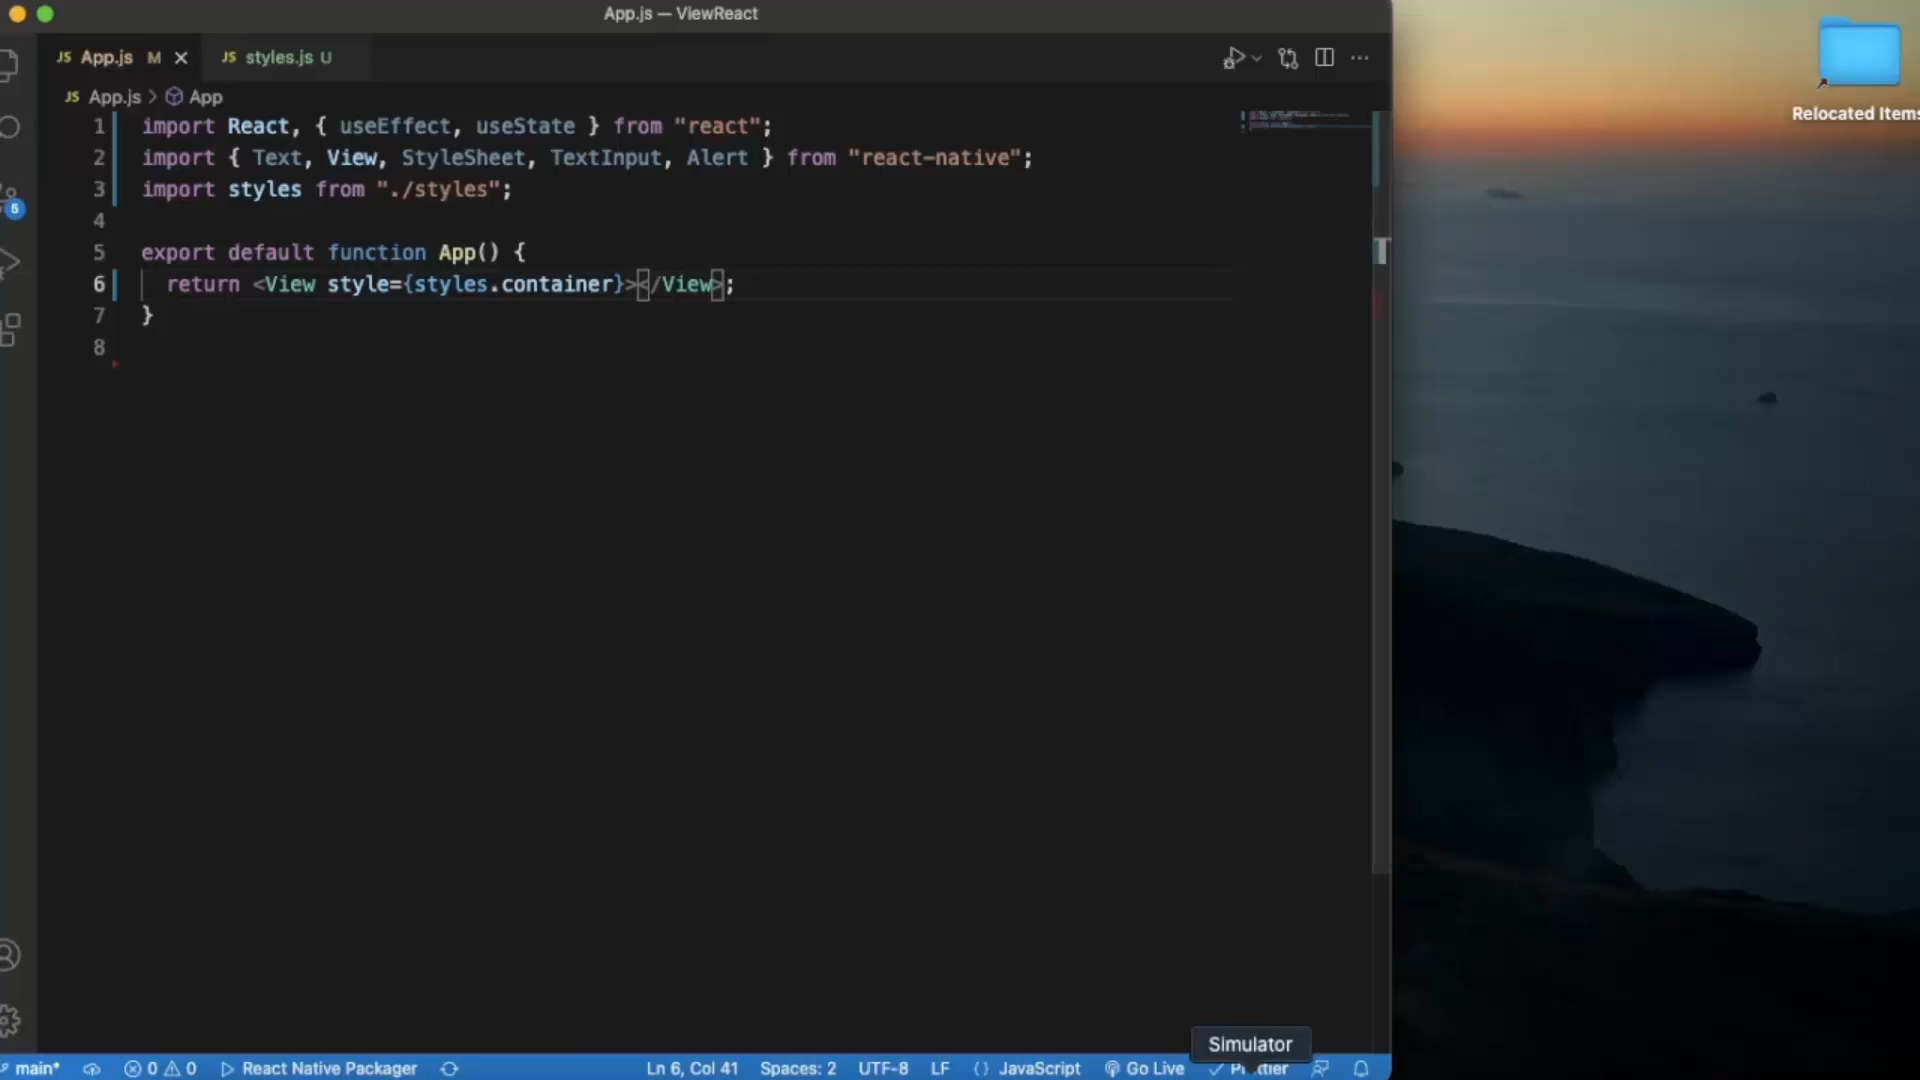 App.js — ViewReact
JS App.js M
JS styles.js U
JS App.js > App
Relocated Items
1 import React, { useEffect, useState } from "react";
2 import { Text, View, StyleSheet, TextInput, Alert } from "react-native";
3 import styles from "./styles";
4
5 export default function App() {
6 return <View style={styles.container}></View>;
7 }
8
5
Simulator
main* 0 0 React Native Packager Ln 6, Col 41 Spaces: 2 UTF-8 LF {} JavaScript Go Live Prettier